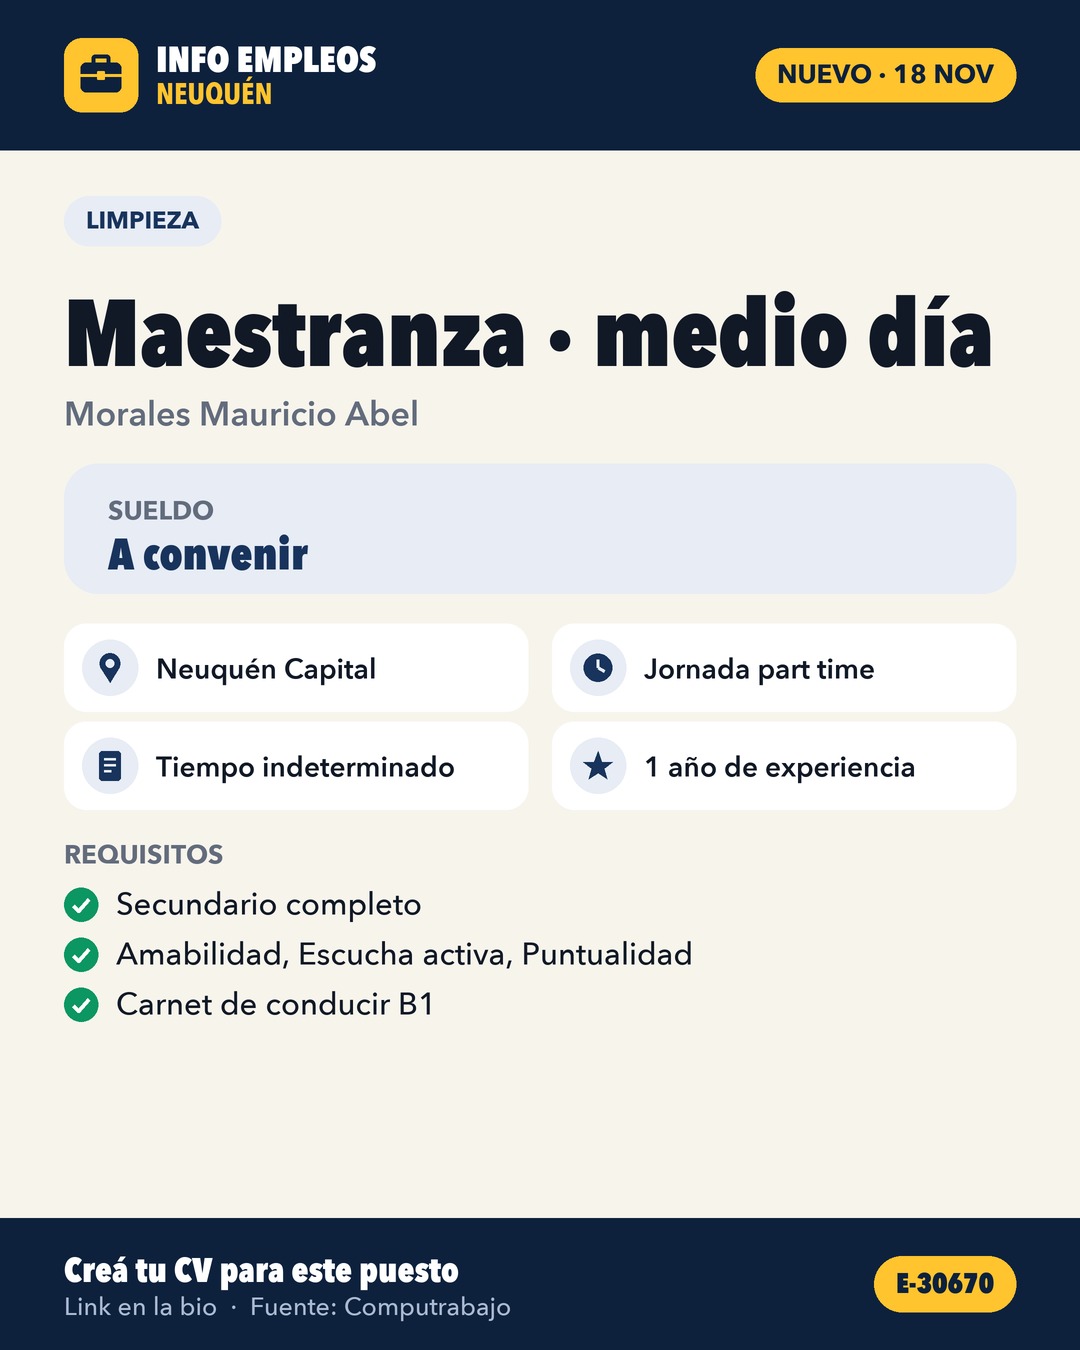 INFO EMPLEOS
NEUQUÉN
NUEVO · 18 NOV
LIMPIEZA
Maestranza · medio día
Morales Mauricio Abel
SUELDO
A convenir
Neuquén Capital
Jornada part time
Tiempo indeterminado
1 año de experiencia
REQUISITOS
Secundario completo
Amabilidad, Escucha activa, Puntualidad
Carnet de conducir B1
Creá tu CV para este puesto
Link en la bio · Fuente: Computrabajo
E-30670